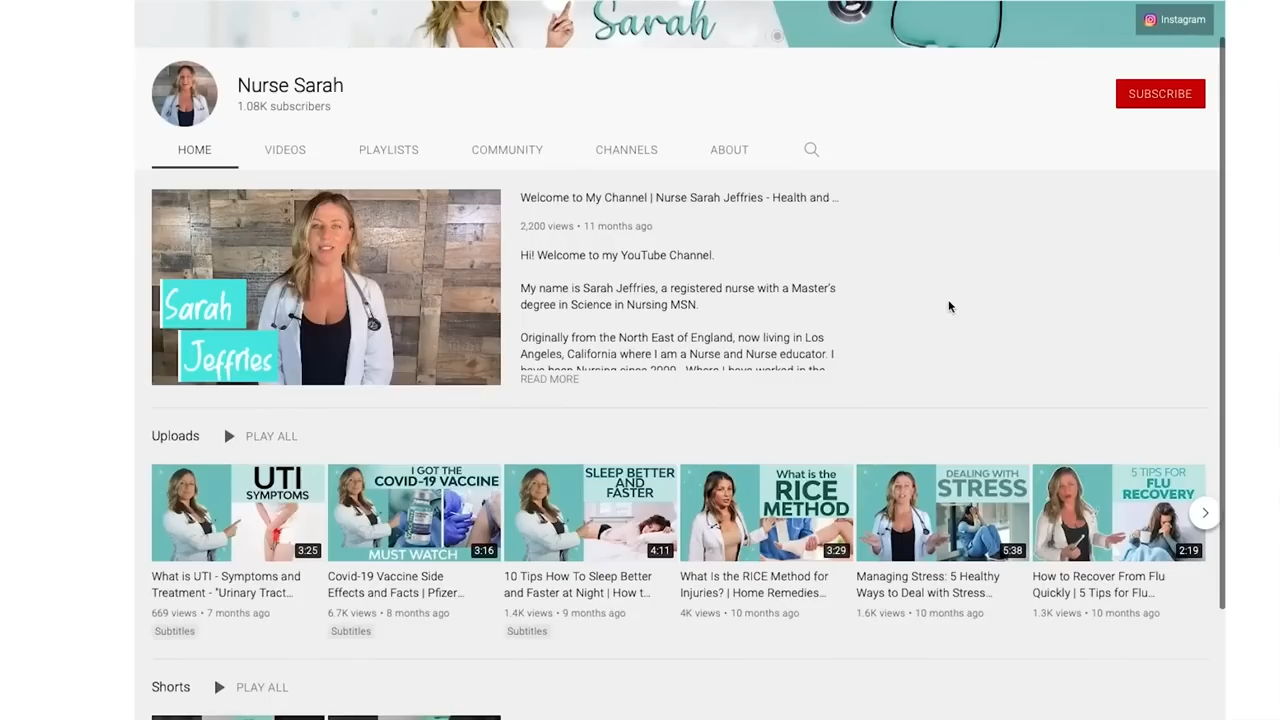 Sarah
Instagram
Nurse Sarah
1.08K subscribers
SUBSCRIBE
HOME
VIDEOS
PLAYLISTS
COMMUNITY
CHANNELS
ABOUT
Sarah
Jeffries
Welcome to My Channel | Nurse Sarah Jeffries - Health and ...
2,200 views • 11 months ago
Hi! Welcome to my YouTube Channel.
My name is Sarah Jeffries, a registered nurse with a Master's
degree in Science in Nursing MSN.
Originally from the North East of England, now living in Los
Angeles, California where I am a Nurse and Nurse educator. I
have been Nursing since 2009 - Where I have worked in the
READ MORE
Uploads
PLAY ALL
UTI
SYMPTOMS
3:25
I GOT THE
COVID-19 VACCINE
MUST WATCH
3:16
SLEEP BETTER
AND
FASTER
4:11
What is the
RICE
METHOD
3:29
DEALING WITH
STRESS
5:38
5 TIPS FOR
FLU
RECOVERY
2:19
What is UTI - Symptoms and
Treatment - "Urinary Tract...
669 views • 7 months ago
Subtitles
Covid-19 Vaccine Side
Effects and Facts | Pfizer...
6.7K views • 8 months ago
Subtitles
10 Tips How To Sleep Better
and Faster at Night | How t...
1.4K views • 9 months ago
Subtitles
What Is the RICE Method for
Injuries? | Home Remedies...
4K views • 10 months ago
Managing Stress: 5 Healthy
Ways to Deal with Stress...
1.6K views • 10 months ago
How to Recover From Flu
Quickly | 5 Tips for Flu...
1.3K views • 10 months ago
Shorts
PLAY ALL